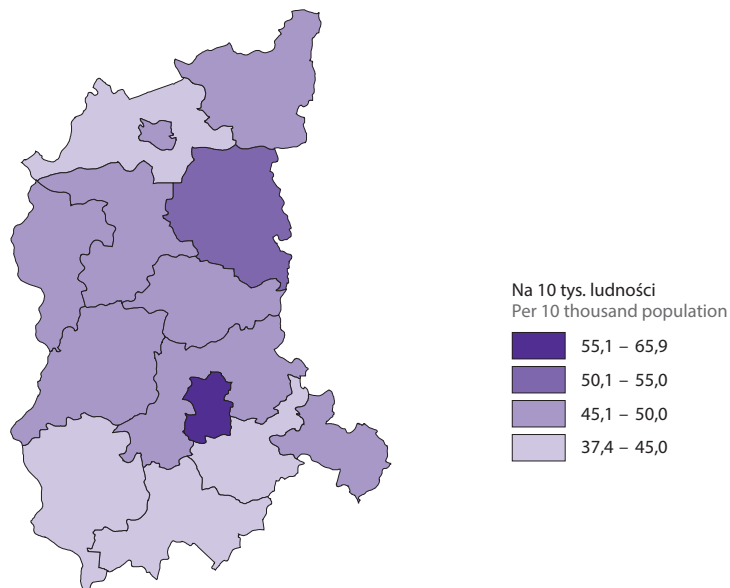 Na 10 tys. ludności
Per 10 thousand population
55,1 – 65,9
50,1 – 55,0
45,1 – 50,0
37,4 – 45,0